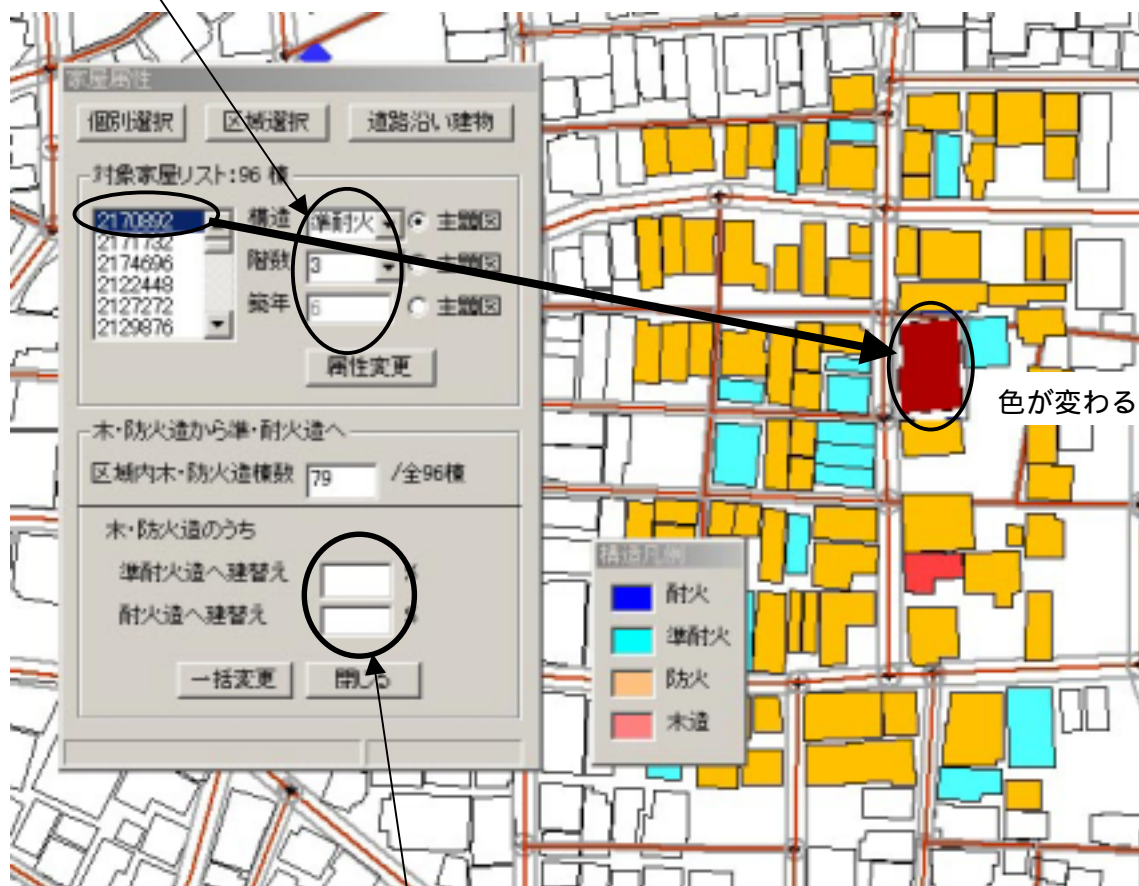 家屋属性
個別選択 区域選択 道路沿い建物
対象家屋リスト:96 棟
2170892
2171732
2174696
2122448
2127272
2129876
構造 準耐火 主題図
階数 3 主題図
築年 6 主題図
属性変更
色が変わる
木・防火造から準・耐火造へ
区域内木・防火造棟数 79 /全96棟
木・防火造のうち
準耐火造へ建替え %
耐火造へ建替え %
一括変更 閉じる
構造凡例
耐火
準耐火
防火
木造